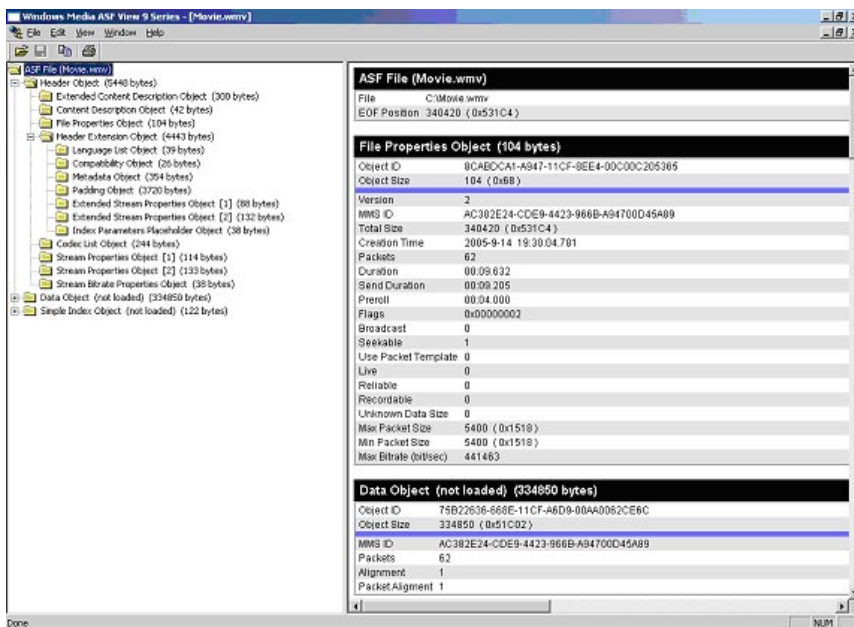 Windows Media ASF View 9 Series - [Movie.wmv]
File Edit View Window Help
ASF File (Movie.wmv)
Header Object (5448 bytes)
Extended Content Description Object (300 bytes)
Content Description Object (42 bytes)
File Properties Object (104 bytes)
Header Extension Object (4443 bytes)
Language List Object (39 bytes)
Compatibility Object (26 bytes)
Metadata Object (354 bytes)
Padding Object (3720 bytes)
Extended Stream Properties Object [1] (88 bytes)
Extended Stream Properties Object [2] (132 bytes)
Index Parameters Placeholder Object (38 bytes)
Codec List Object (244 bytes)
Stream Properties Object [1] (114 bytes)
Stream Properties Object [2] (133 bytes)
Stream Bitrate Properties Object (38 bytes)
Data Object (not loaded) (334850 bytes)
Simple Index Object (not loaded) (122 bytes)
ASF File (Movie.wmv)
File C:\Movie.wmv
EOF Position 340420 (0x531C4)
File Properties Object (104 bytes)
Object ID 8CABDCA1-A947-11CF-8EE4-00C00C205365
Object Size 104 (0x68)
Version 2
MMS ID AC382E24-CDE9-4423-966B-A94700D45A89
Total Size 340420 (0x531C4)
Creation Time 2005-9-14 19:30:04.781
Packets 62
Duration 00:09.632
Send Duration 00:09.205
Preroll 00:04.000
Flags 0x00000002
Broadcast 0
Seekable 1
Use Packet Template 0
Live 0
Reliable 0
Recordable 0
Unknown Data Size 0
Max Packet Size 5400 (0x1518)
Min Packet Size 5400 (0x1518)
Max Bitrate (bit/sec) 441463
Data Object (not loaded) (334850 bytes)
Object ID 75B22636-668E-11CF-A6D9-00AA0062CE6C
Object Size 334850 (0x51C02)
MMS ID AC382E24-CDE9-4423-966B-A94700D45A89
Packets 62
Alignment 1
Packet Aligment 1
Done
NUM